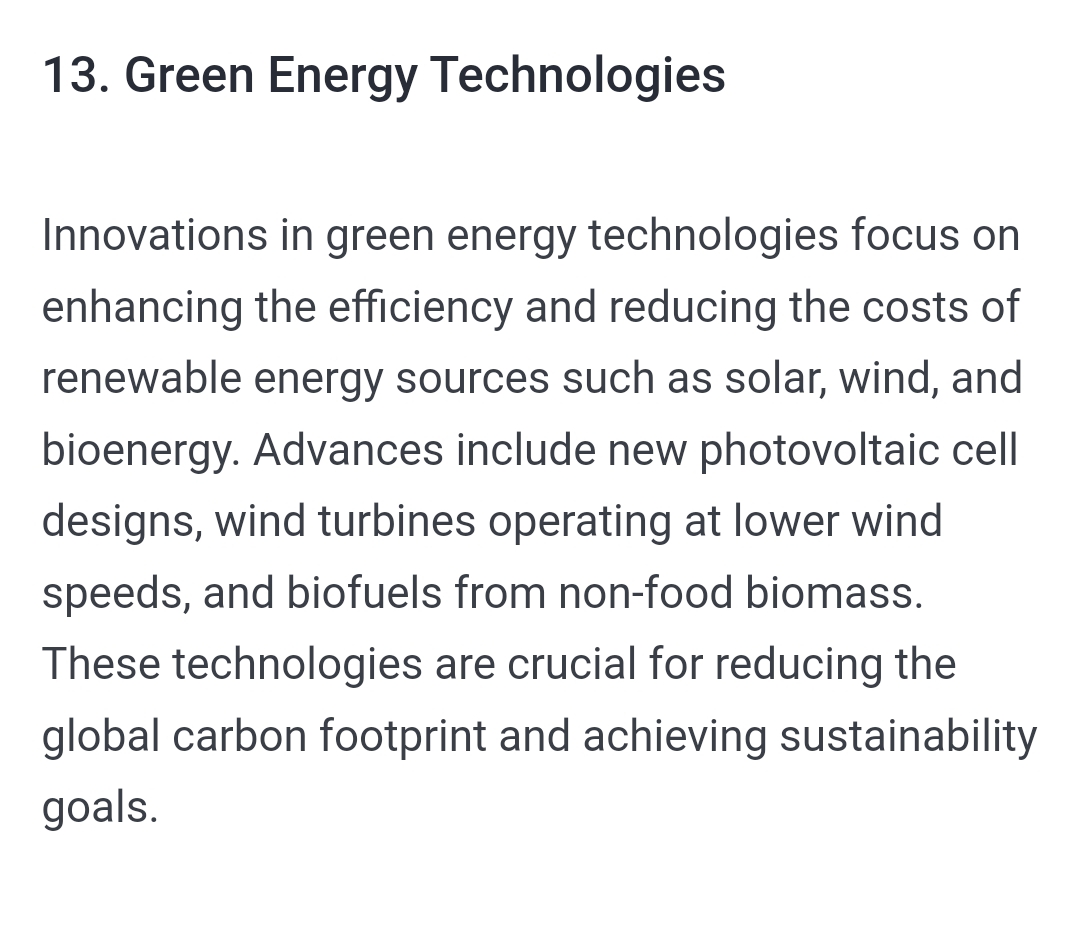 13. Green Energy Technologies
Innovations in green energy technologies focus on
enhancing the efficiency and reducing the costs of
renewable energy sources such as solar, wind, and
bioenergy. Advances include new photovoltaic cell
designs, wind turbines operating at lower wind
speeds, and biofuels from non-food biomass.
These technologies are crucial for reducing the
global carbon footprint and achieving sustainability
goals.